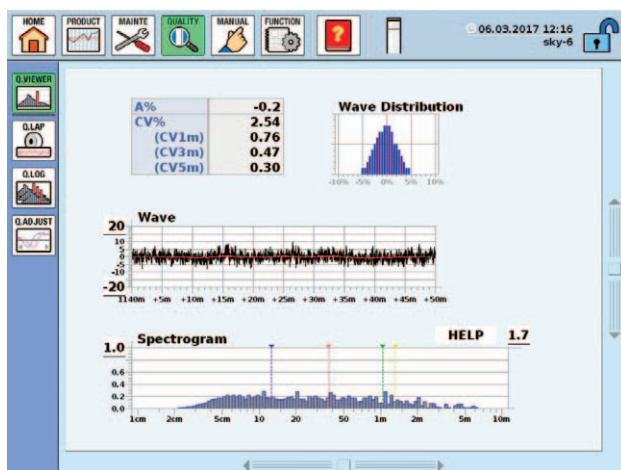 HOME PRODUCT MAINTE QUALITY MANUAL FUNCTION
?
06.03.2017 12:16
sky-6
Q.VIEWER
Q.LAP
Q.LOG
Q.ADJUST
A% -0.2
CV% 2.54
(CV1m) 0.76
(CV3m) 0.47
(CV5m) 0.30
Wave Distribution
-10% -5% 0% 5% 10%
Wave
20
10
5
0
-5
-10
-20
1140m +5m +10m +15m +20m +25m +30m +35m +40m +45m +50m
Spectrogram
HELP 1.7
1.0
0.6
0.4
0.2
0.0
1cm 2cm 5cm 10 20 50 1m 2m 5m 10m